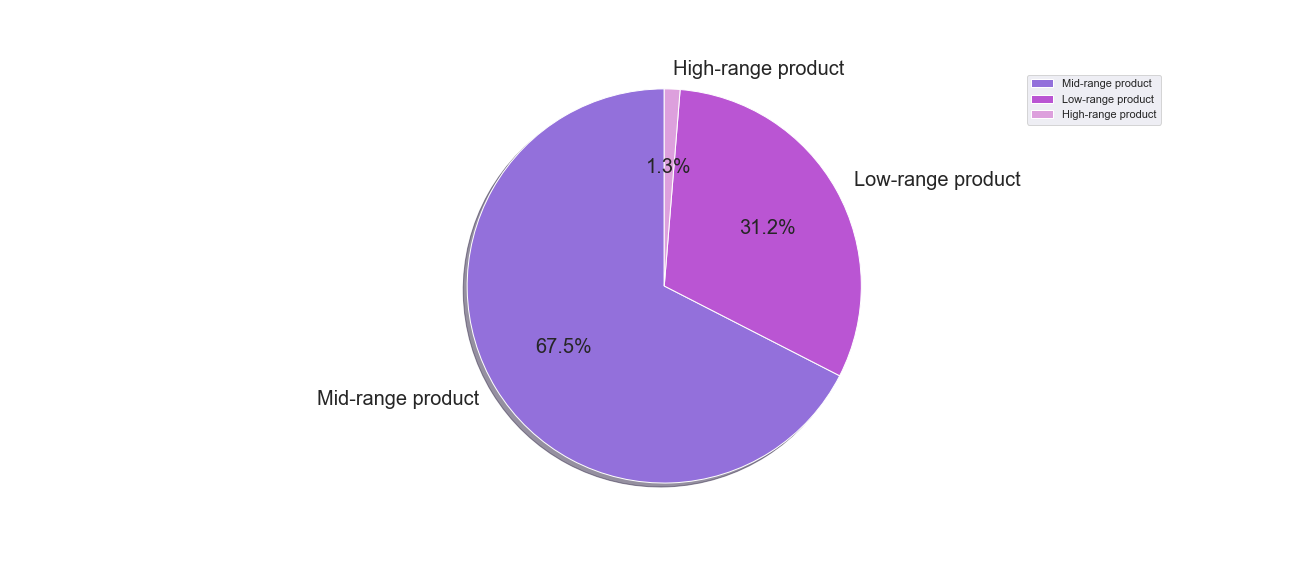 High-range product
Mid-range product
Low-range product
High-range product
1.3%
Low-range product
31.2%
67.5%
Mid-range product